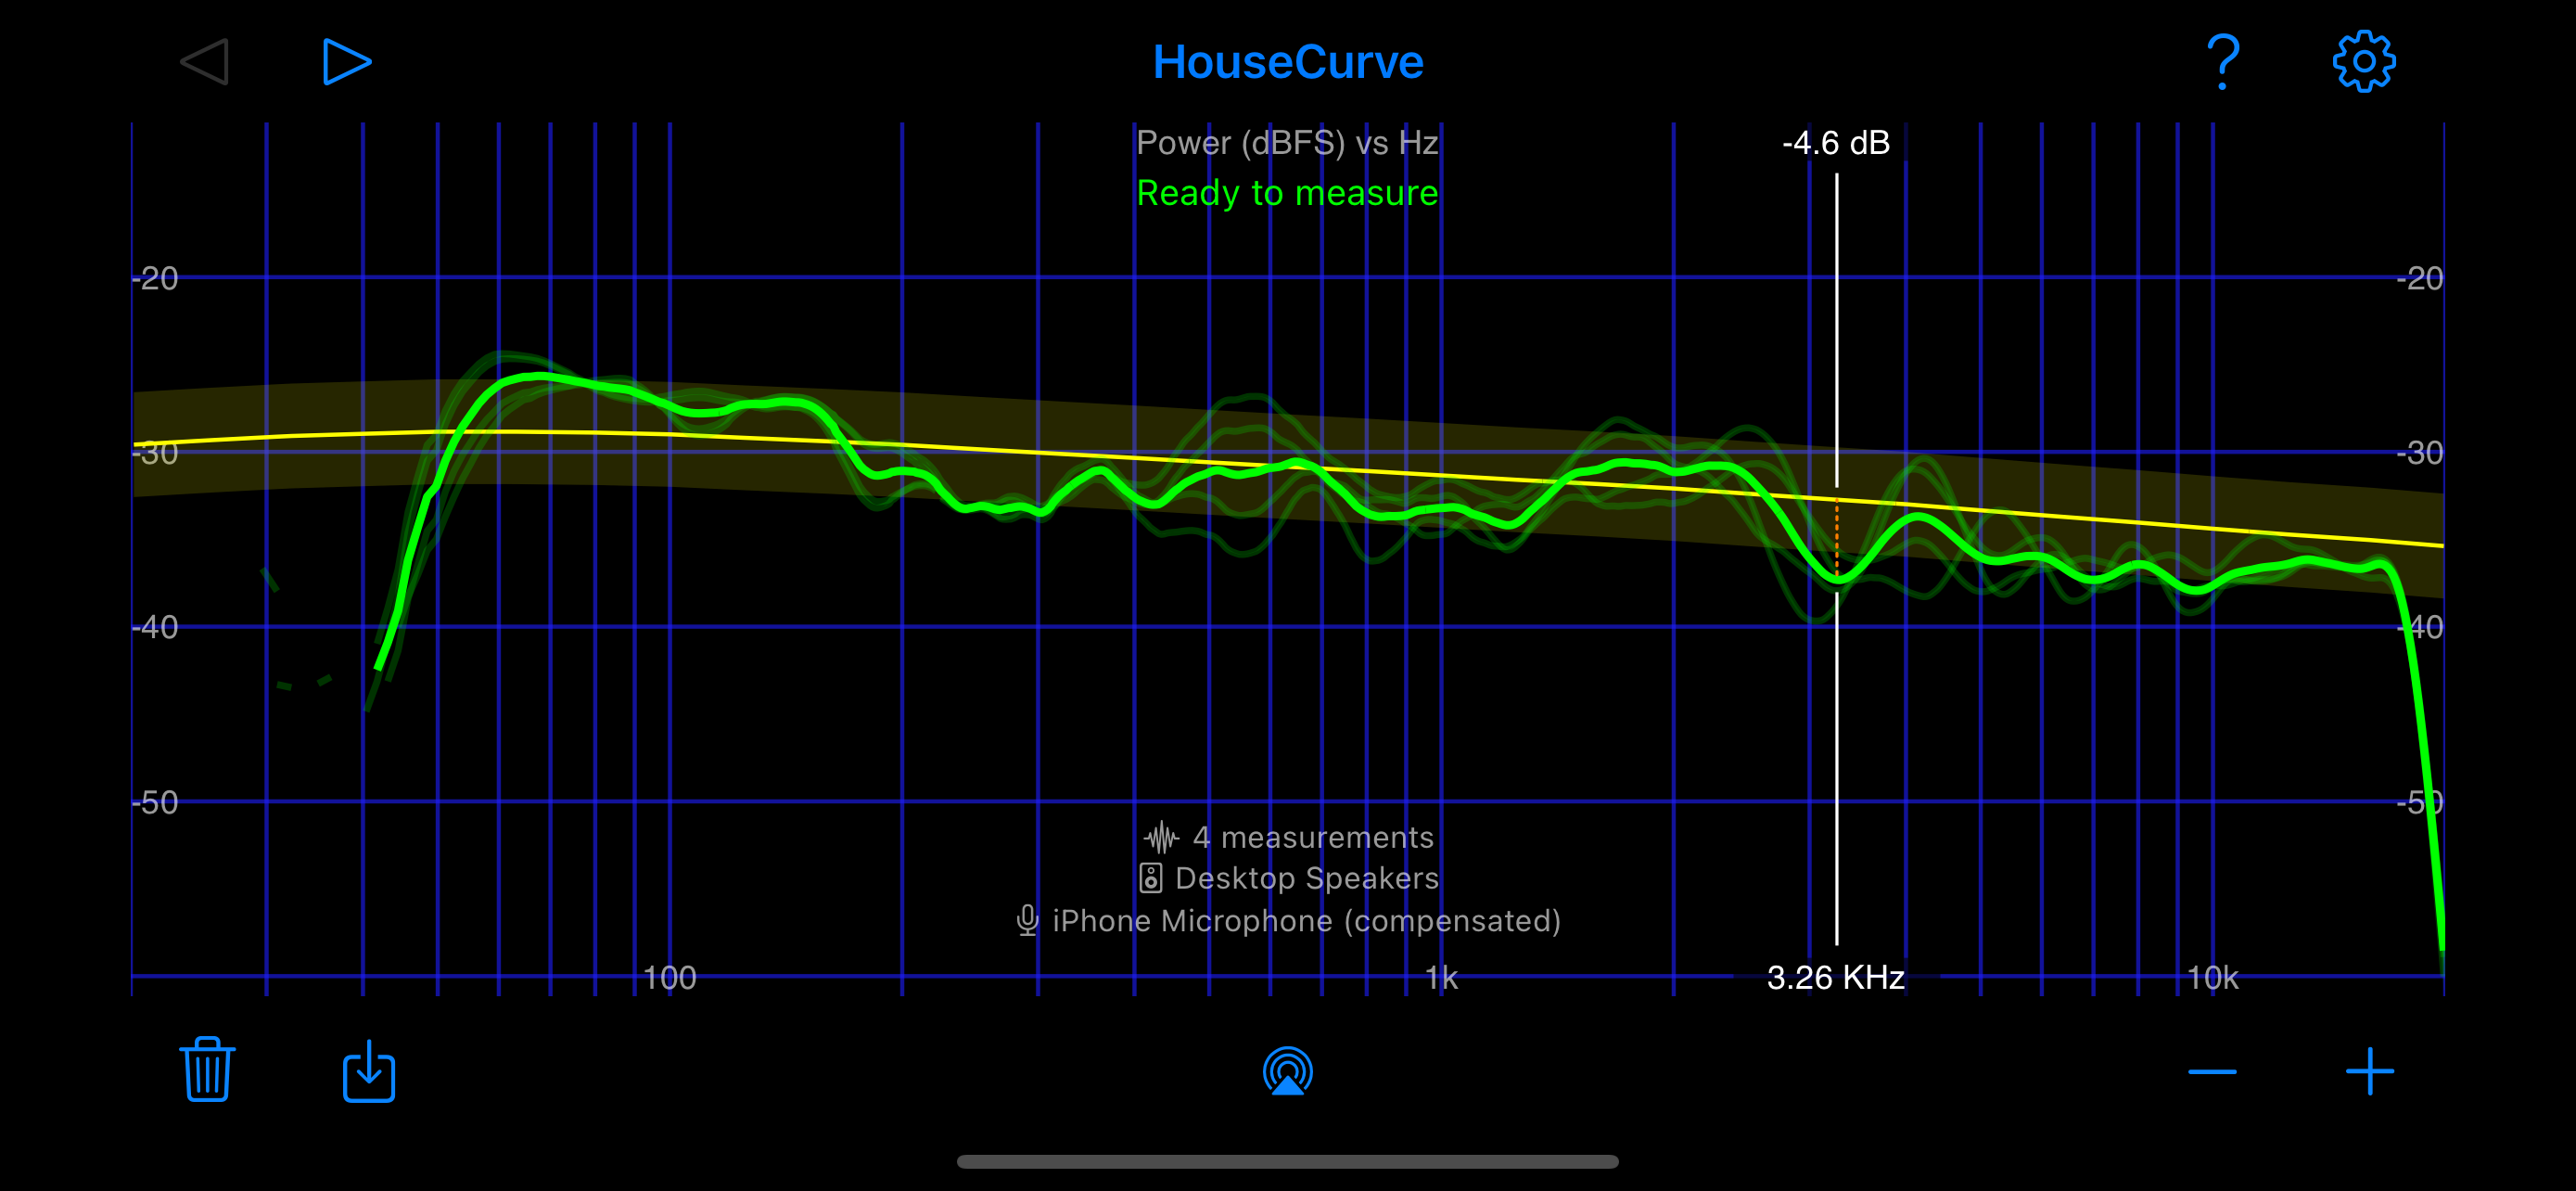 HouseCurve
?
Power (dBFS) vs Hz
-4.6 dB
Ready to measure
-20 -20
-30 -30
-40 -40
-50 -50
4 measurements
Desktop Speakers
iPhone Microphone (compensated)
100 1k 3.26 KHz 10k